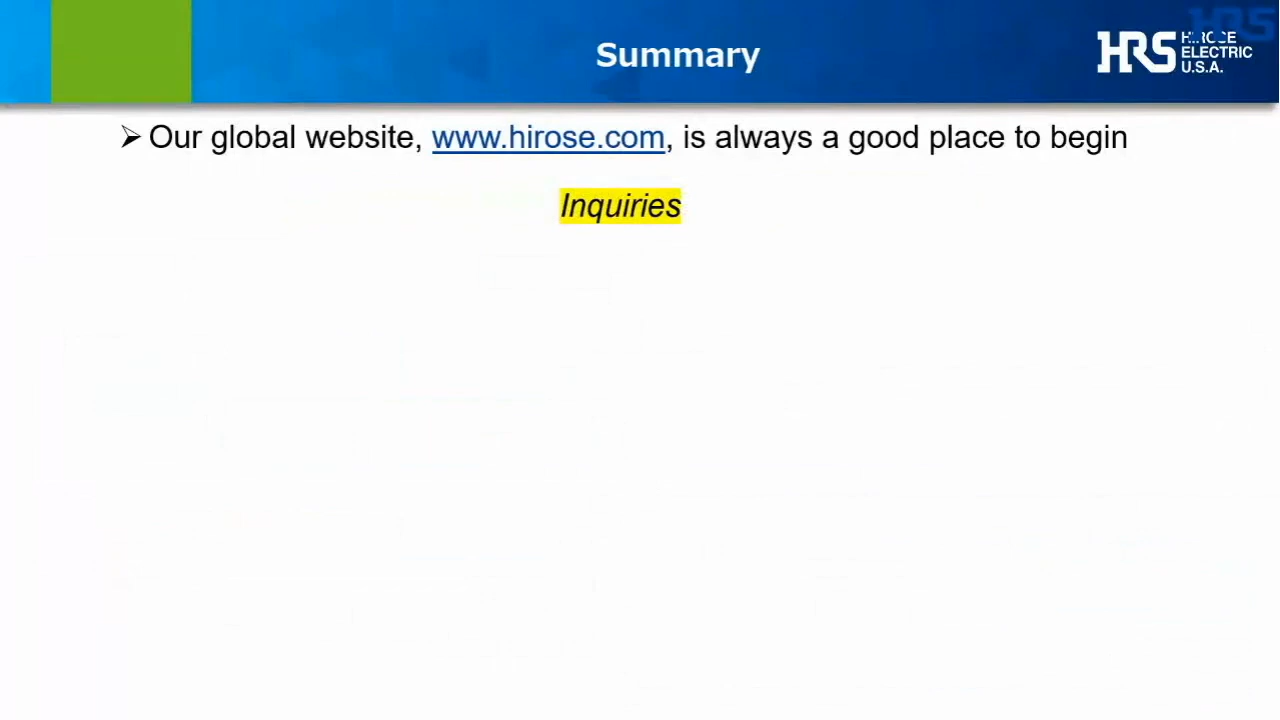 Summary
HRS HIROSE
ELECTRIC
U.S.A.
➢ Our global website, www.hirose.com, is always a good place to begin
Inquiries